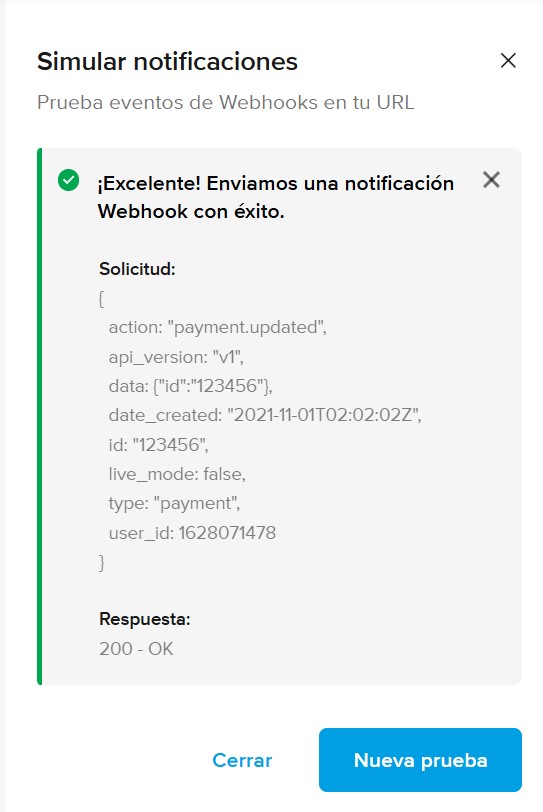 Simular notificaciones
Prueba eventos de Webhooks en tu URL
¡Excelente! Enviamos una notificación
Webhook con éxito.
Solicitud:
{
action: "payment.updated",
api_version: "v1",
data: {"id":"123456"},
date_created: "2021-11-01T02:02:02Z",
id: "123456",
live_mode: false,
type: "payment",
user_id: 1628071478
}
Respuesta:
200 - OK
Cerrar
Nueva prueba